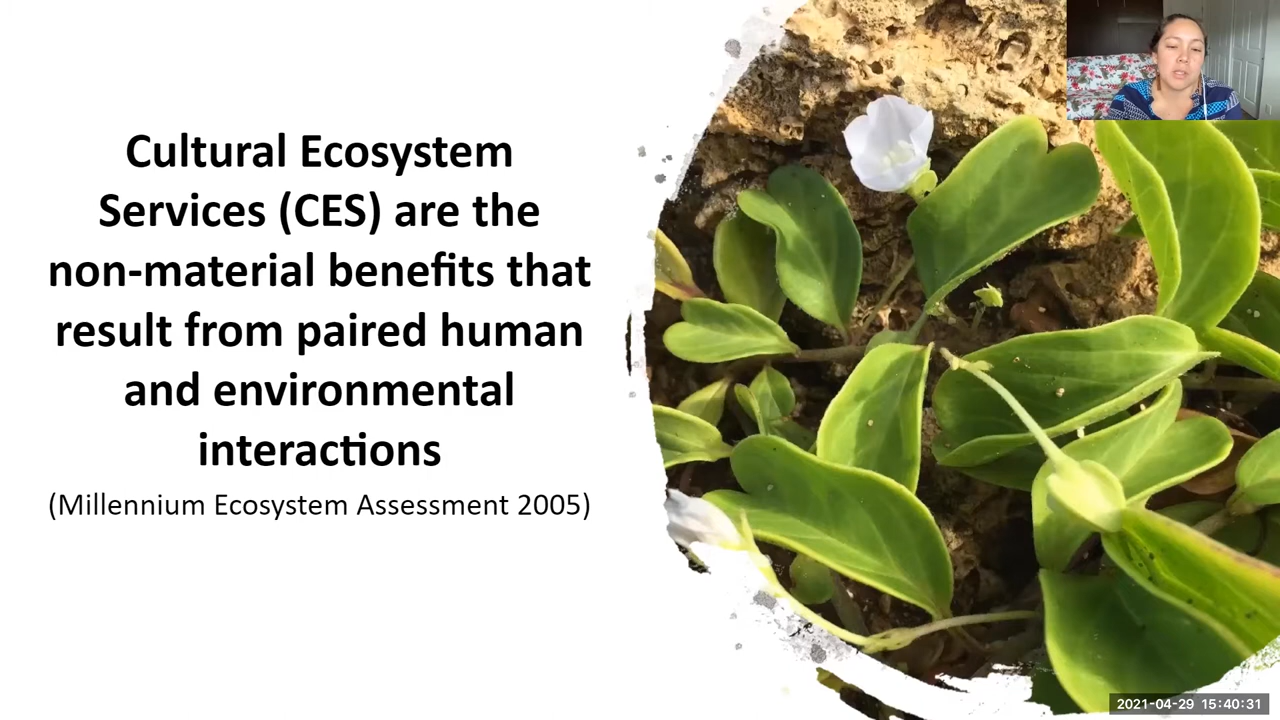 Cultural Ecosystem
Services (CES) are the
non-material benefits that
result from paired human
and environmental
interactions
(Millennium Ecosystem Assessment 2005)
2021-04-29 15:40:31